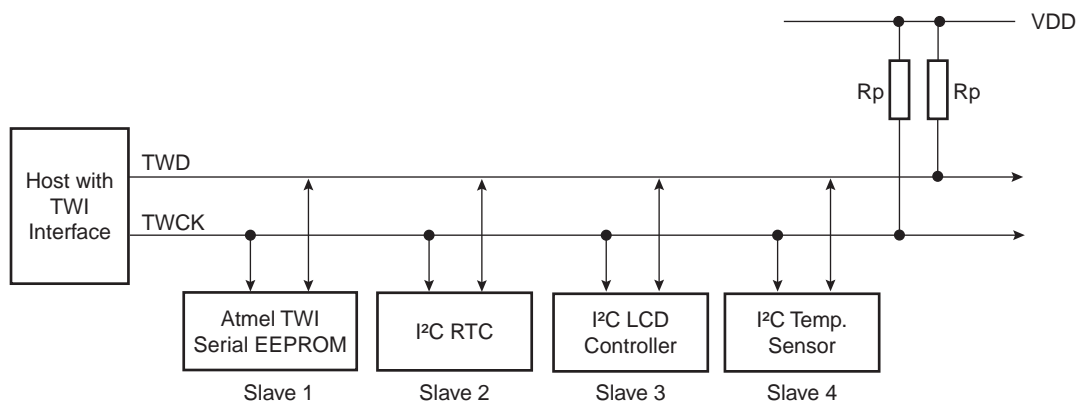 VDD
Rp
Rp
TWD
Host with
TWI
Interface
TWCK
Atmel TWI
Serial EEPROM
I²C RTC
I²C LCD
Controller
I²C Temp.
Sensor
Slave 1
Slave 2
Slave 3
Slave 4